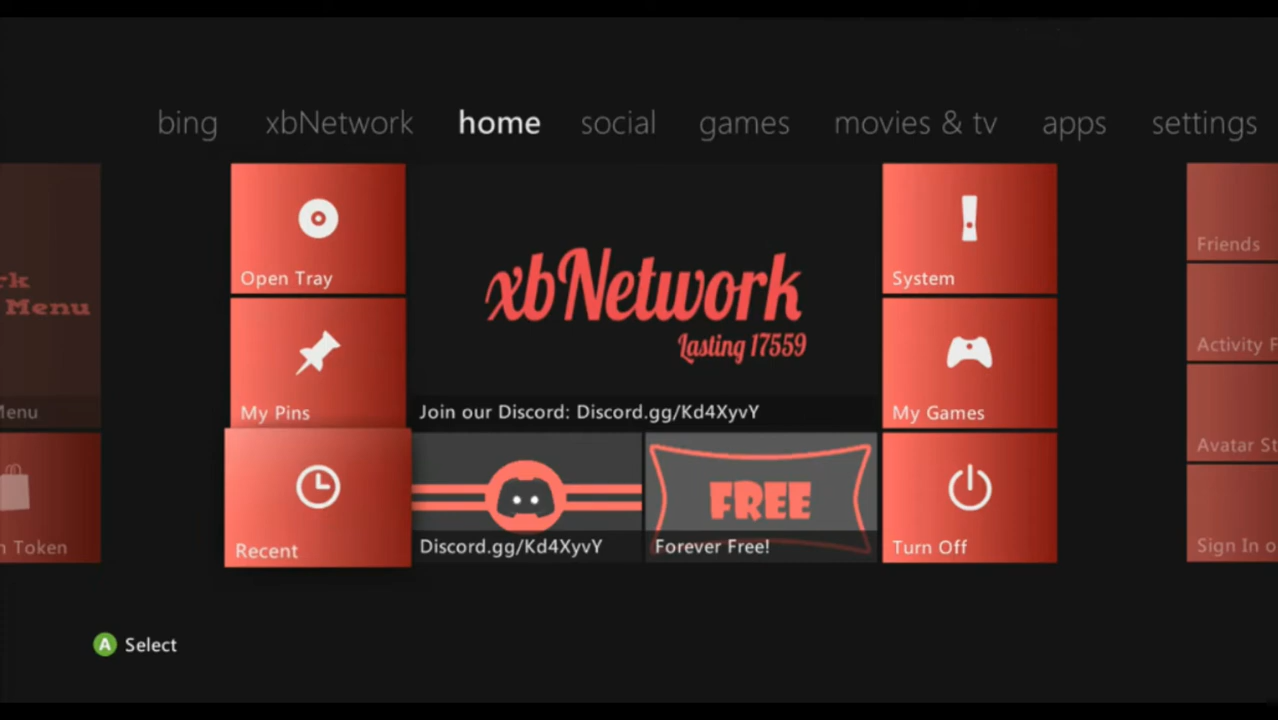 bing xbNetwork home social games movies & tv apps settings
rk
Menu
Menu
n Token
Open Tray
My Pins
Recent
xbNetwork
Lasting 17559
Join our Discord: Discord.gg/Kd4XyvY
Discord.gg/Kd4XyvY
FREE
Forever Free!
System
My Games
Turn Off
Friends
Activity F
Avatar St
Sign In o
A Select